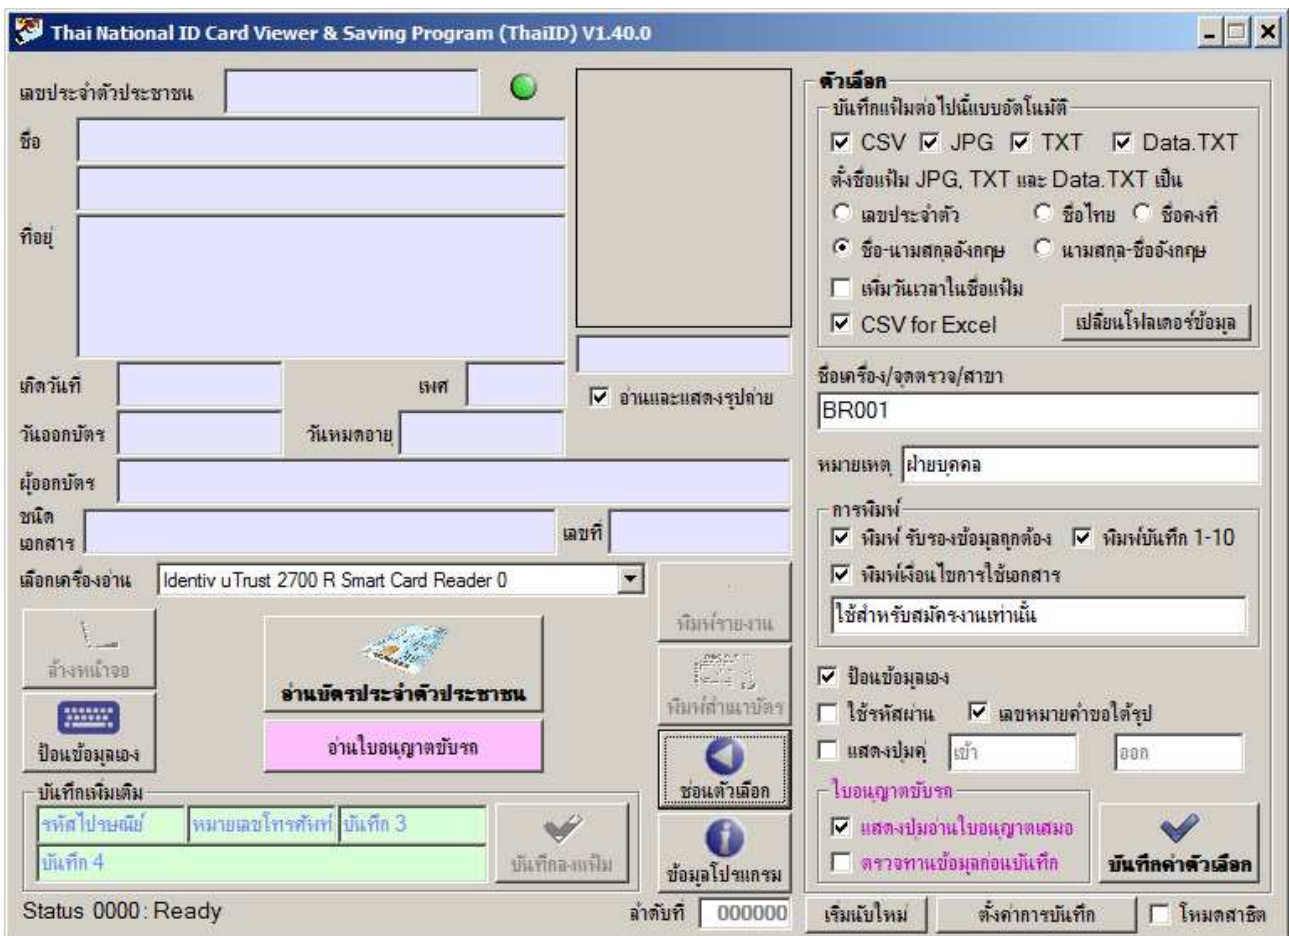 Thai National ID Card Viewer & Saving Program (ThaiID) V1.40.0
เลขประจำตัวประชาชน
ชื่อ
ที่อยู่
เกิดวันที่
เพศ
อ่านและแสดงรูปถ่าย
วันออกบัตร
วันหมดอายุ
ผู้ออกบัตร
ชนิด
เอกสาร
เลขที่
เลือกเครื่องอ่าน
Identiv uTrust 2700 R Smart Card Reader 0
ล้างหน้าจอ
อ่านบัตรประจำตัวประชาชน
พิมพ์รายงาน
พิมพ์สำเนาบัตร
ป้อนข้อมูลเอง
อ่านใบอนุญาตขับรถ
ซ่อนตัวเลือก
บันทึกเพิ่มเติม
รหัสไปรษณีย์
หมายเลขโทรศัพท์
บันทึก 3
บันทึก 4
บันทึกลงแฟ้ม
ข้อมูลโปรแกรม
Status 0000: Ready
ลำดับที่
000000
ตัวเลือก
บันทึกแฟ้มต่อไปนี้แบบอัตโนมัติ
CSV JPG TXT Data.TXT
ตั้งชื่อแฟ้ม JPG, TXT และ Data.TXT เป็น
เลขประจำตัว ชื่อไทย ชื่อคงที่
ชื่อ-นามสกุลอังกฤษ นามสกุล-ชื่ออังกฤษ
เพิ่มวันเวลาในชื่อแฟ้ม
CSV for Excel
เปลี่ยนโฟลเดอร์ข้อมูล
ชื่อเครื่อง/จุดตรวจ/สาขา
BR001
หมายเหตุ
ฝ่ายบุคคล
การพิมพ์
พิมพ์ รับรองข้อมูลถูกต้อง พิมพ์บันทึก 1-10
พิมพ์เงื่อนไขการใช้เอกสาร
ใช้สำหรับสมัครงานเท่านั้น
ป้อนข้อมูลเอง
ใช้รหัสผ่าน เลขหมายคำขอใต้รูป
แสดงปุ่มคู่ เข้า ออก
ใบอนุญาตขับรถ
แสดงปุ่มอ่านใบอนุญาตเสมอ
ตรวจทานข้อมูลก่อนบันทึก
บันทึกค่าตัวเลือก
เริ่มนับใหม่
ตั้งค่าการบันทึก
โหมดสาธิต